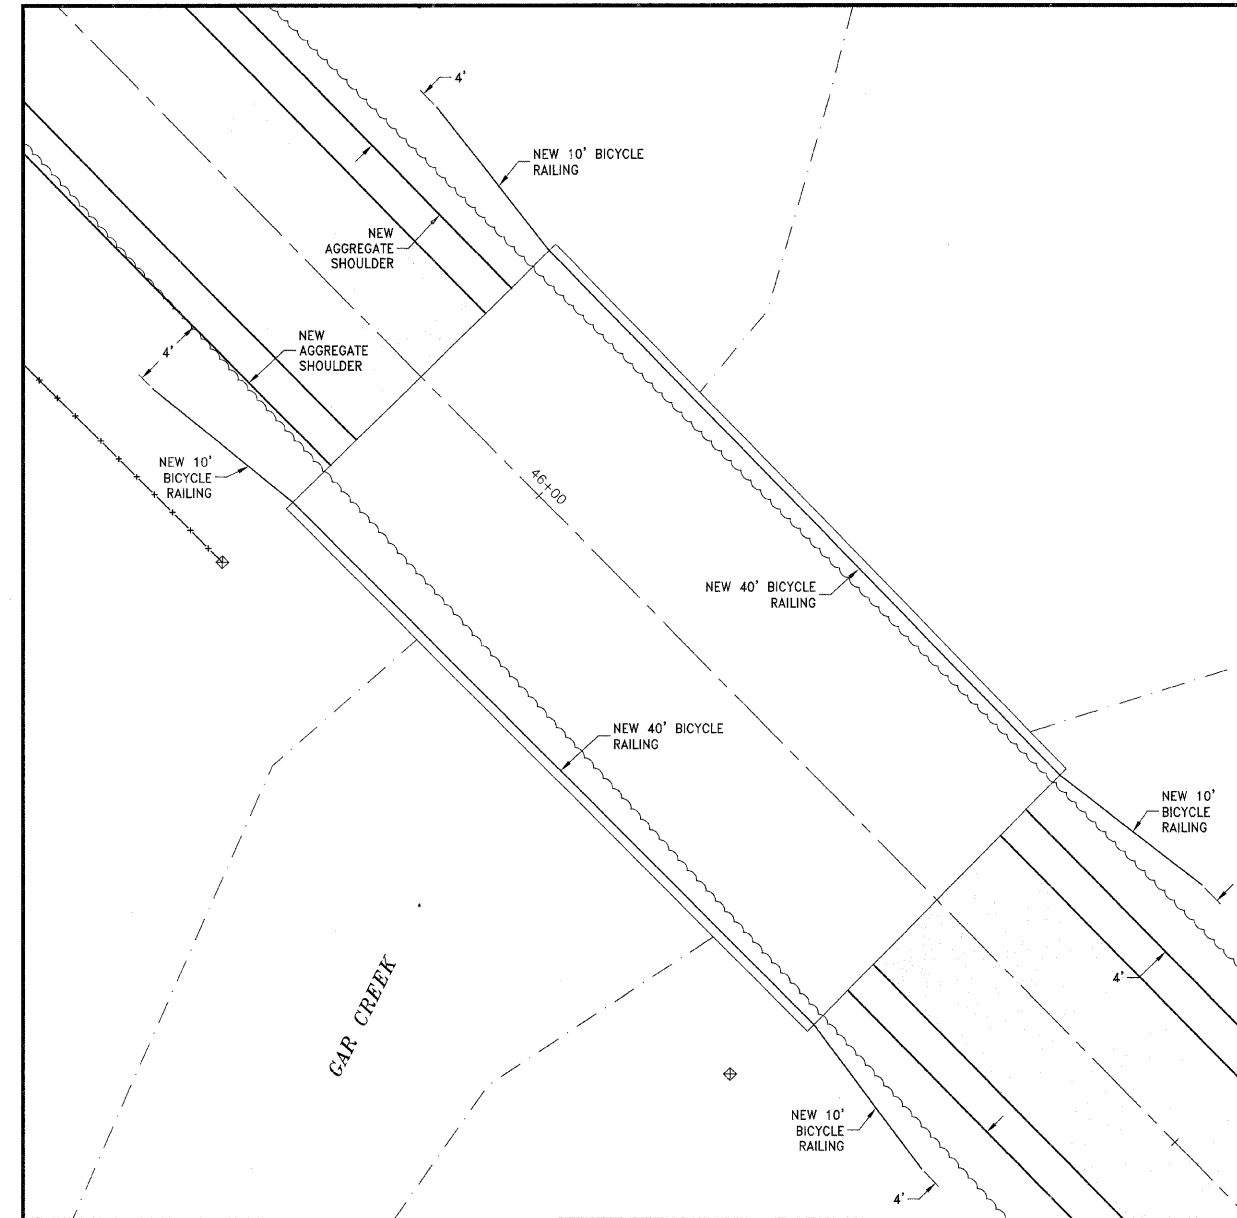 4'
NEW 10' BICYCLE
RAILING
NEW
AGGREGATE
SHOULDER
NEW
AGGREGATE
SHOULDER
4'
NEW 10'
BICYCLE
RAILING
46+00
NEW 40' BICYCLE
RAILING
NEW 40' BICYCLE
RAILING
NEW 10'
BICYCLE
RAILING
4'
GAR CREEK
NEW 10'
BICYCLE
RAILING
4'